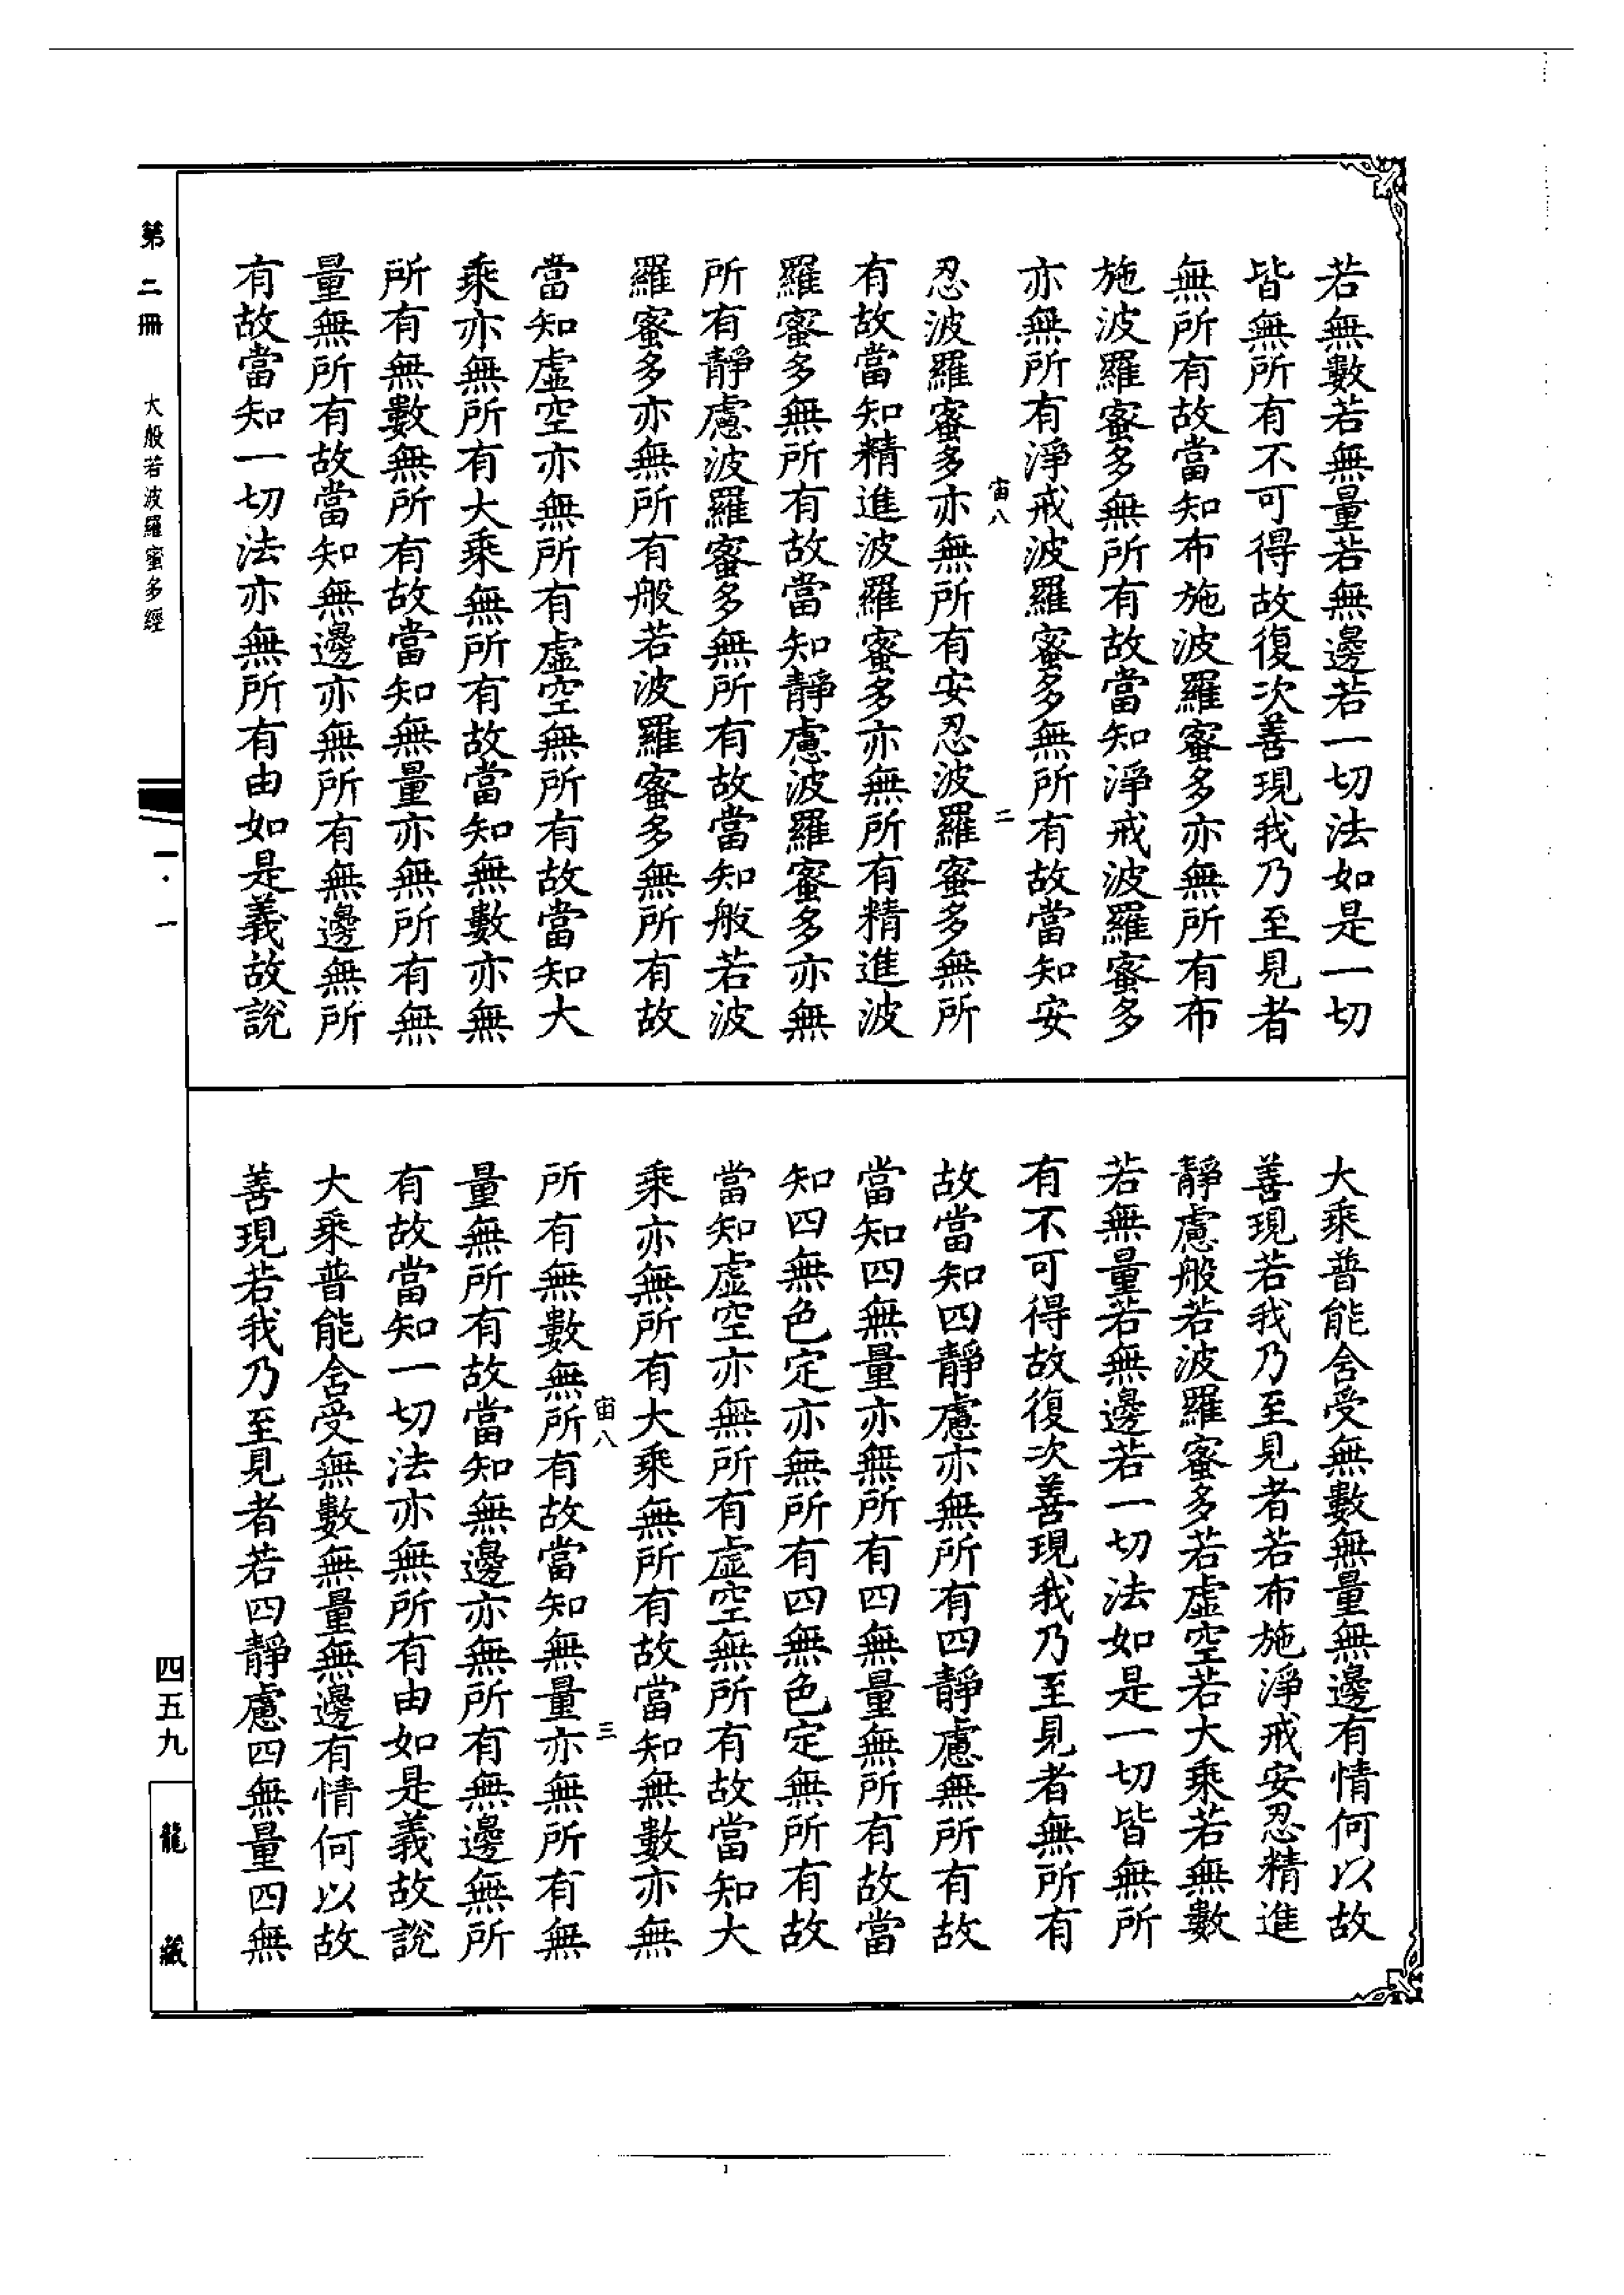 若無數若無量若無邊若一切法如是一切
皆無所有不可得故復次善現我乃至見者
無所有故當知布施波羅蜜多亦無所有布
施波羅蜜多無所有故當知淨戒波羅蜜多
亦無所有淨戒波羅蜜多無所有故當知安
宙八 二
忍波羅蜜多亦無所有安忍波羅蜜多無所
有故當知精進波羅蜜多亦無所有精進波
羅蜜多無所有故當知靜慮波羅蜜多亦無
所有靜慮波羅蜜多無所有故當知般若波
羅蜜多亦無所有般若波羅蜜多無所有故
當知虛空亦無所有虛空無所有故當知大
乘亦無所有大乘無所有故當知無數亦無
所有無數無所有故當知無量亦無所有無
量無所有故當知無邊亦無所有無邊無所
有故當知一切法亦無所有由如是義故說
大乘普能含受無數無量無邊有情何以故
善現若我乃至見者若布施淨戒安忍精進
靜慮般若波羅蜜多若虛空若大乘若無數
若無量若無邊若一切法如是一切皆無所
有不可得故復次善現我乃至見者無所有
故當知四靜慮亦無所有四靜慮無所有故
當知四無量亦無所有四無量無所有故當
知四無色定亦無所有四無色定無所有故
當知虛空亦無所有虛空無所有故當知大
乘亦無所有大乘無所有故當知無數亦無
宙八 三
所有無數無所有故當知無量亦無所有無
量無所有故當知無邊亦無所有無邊無所
有故當知一切法亦無所有由如是義故說
大乘普能含受無數無量無邊有情何以故
善現若我乃至見者若四靜慮四無量四無
第二冊 大般若波羅蜜多經 一·一
四五九
龍藏